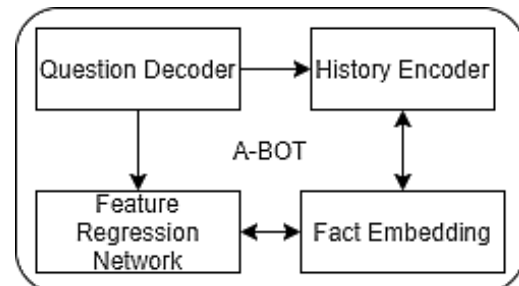 Question Decoder
History Encoder
A-BOT
Feature
Regression
Network
Fact Embedding